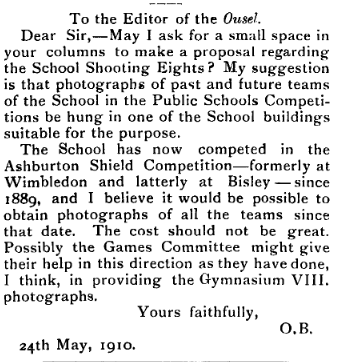 To the Editor of the Ousel.
Dear Sir,—May I ask for a small space in
your columns to make a proposal regarding
the School Shooting Eights? My suggestion
is that photographs of past and future teams
of the School in the Public Schools Competi-
tions be hung in one of the School buildings
suitable for the purpose.
The School has now competed in the
Ashburton Shield Competition—formerly at
Wimbledon and latterly at Bisley—since
1889, and I believe it would be possible to
obtain photographs of all the teams since
that date. The cost should not be great.
Possibly the Games Committee might give
their help in this direction as they have done,
I think, in providing the Gymnasium VIII.
photographs.
Yours faithfully,
O.B.
24th May, 1910.